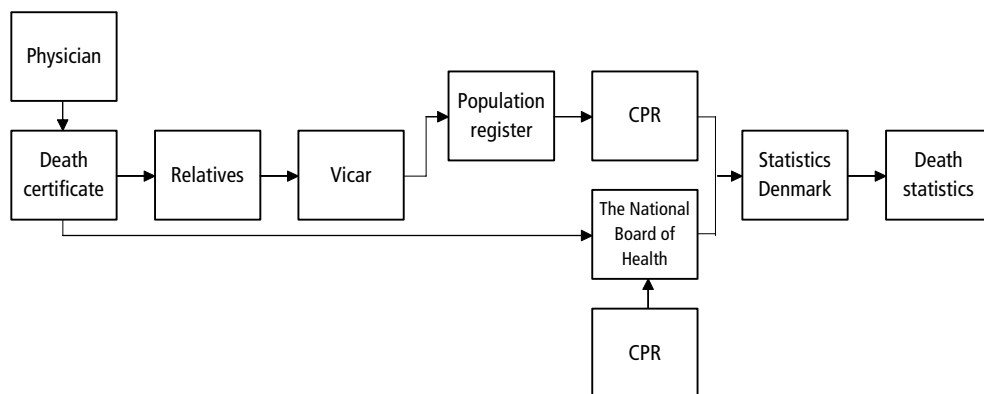 Physician
Death
certificate
Relatives
Vicar
Population
register
CPR
The National
Board of
Health
CPR
Statistics
Denmark
Death
statistics